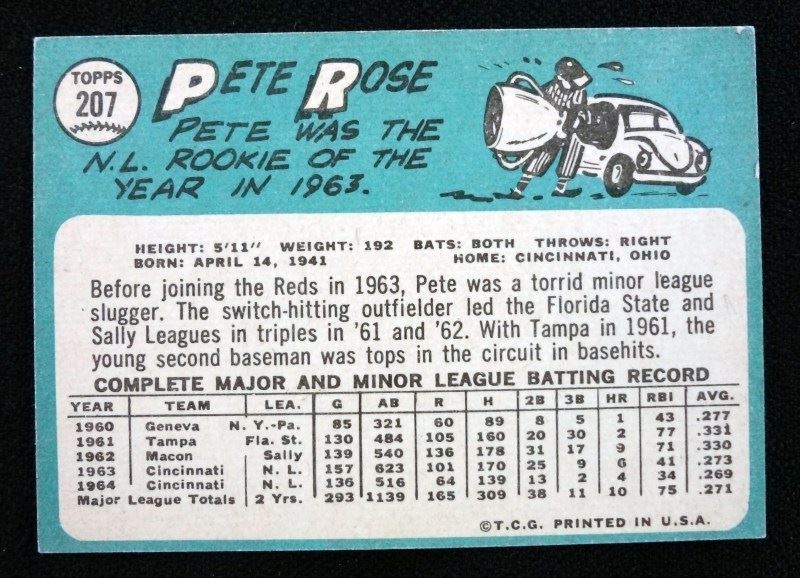 TOPPS
207
PETE ROSE
PETE WAS THE
N.L. ROOKIE OF THE
YEAR IN 1963.
HEIGHT: 5'11" WEIGHT: 192 BATS: BOTH THROWS: RIGHT
BORN: APRIL 14, 1941 HOME: CINCINNATI, OHIO
Before joining the Reds in 1963, Pete was a torrid minor league
slugger. The switch-hitting outfielder led the Florida State and
Sally Leagues in triples in '61 and '62. With Tampa in 1961, the
young second baseman was tops in the circuit in basehits.
COMPLETE MAJOR AND MINOR LEAGUE BATTING RECORD
YEAR TEAM LEA. G AB R H 2B 3B HR RBI AVG.
1960 Geneva N.Y.-Pa. 85 321 60 89 8 5 1 43 .277
1961 Tampa Fla. St. 130 484 105 160 20 30 2 77 .331
1962 Macon Sally 139 540 136 178 31 17 9 71 .330
1963 Cincinnati N. L. 157 623 101 170 25 9 6 41 .273
1964 Cincinnati N. L. 136 516 64 139 13 2 4 34 .269
Major League Totals 2 Yrs. 293 1139 165 309 38 11 10 75 .271
©T.C.G. PRINTED IN U.S.A.